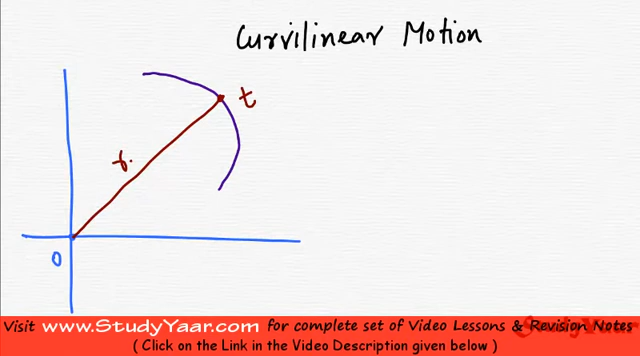 Curvilinear Motion
t
r
0
Visit www.StudyYaar.com for complete set of Video Lessons & Revision Notes
StudyYaar
( Click on the Link in the Video Description given below )